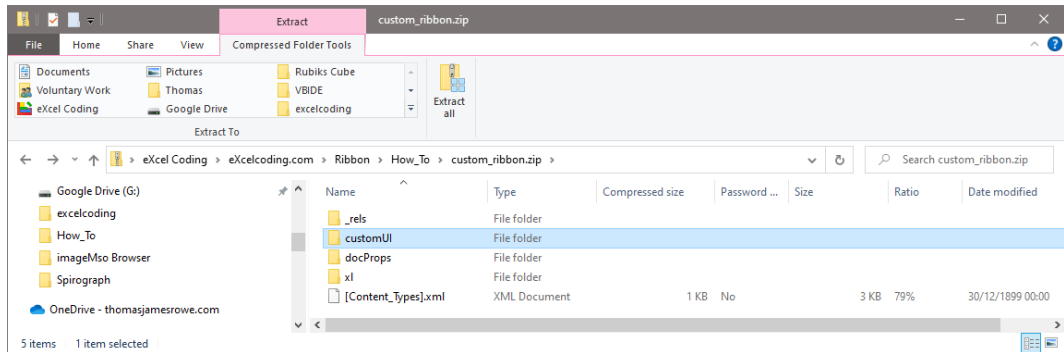 Extract custom_ribbon.zip
File Home Share View Compressed Folder Tools
Documents Pictures Rubiks Cube
Voluntary Work Thomas VBIDE
eXcel Coding Google Drive excelcoding
Extract all
Extract To
eXcel Coding > eXcelcoding.com > Ribbon > How_To > custom_ribbon.zip > Search custom_ribbon.zip
Google Drive (G:) Name Type Compressed size Password ... Size Ratio Date modified
excelcoding _rels File folder
How_To customUI File folder
imageMso Browser docProps File folder
Spirograph xl File folder
[Content_Types].xml XML Document 1 KB No 3 KB 79% 30/12/1899 00:00
OneDrive - thomasjamesrowe.com
5 items 1 item selected